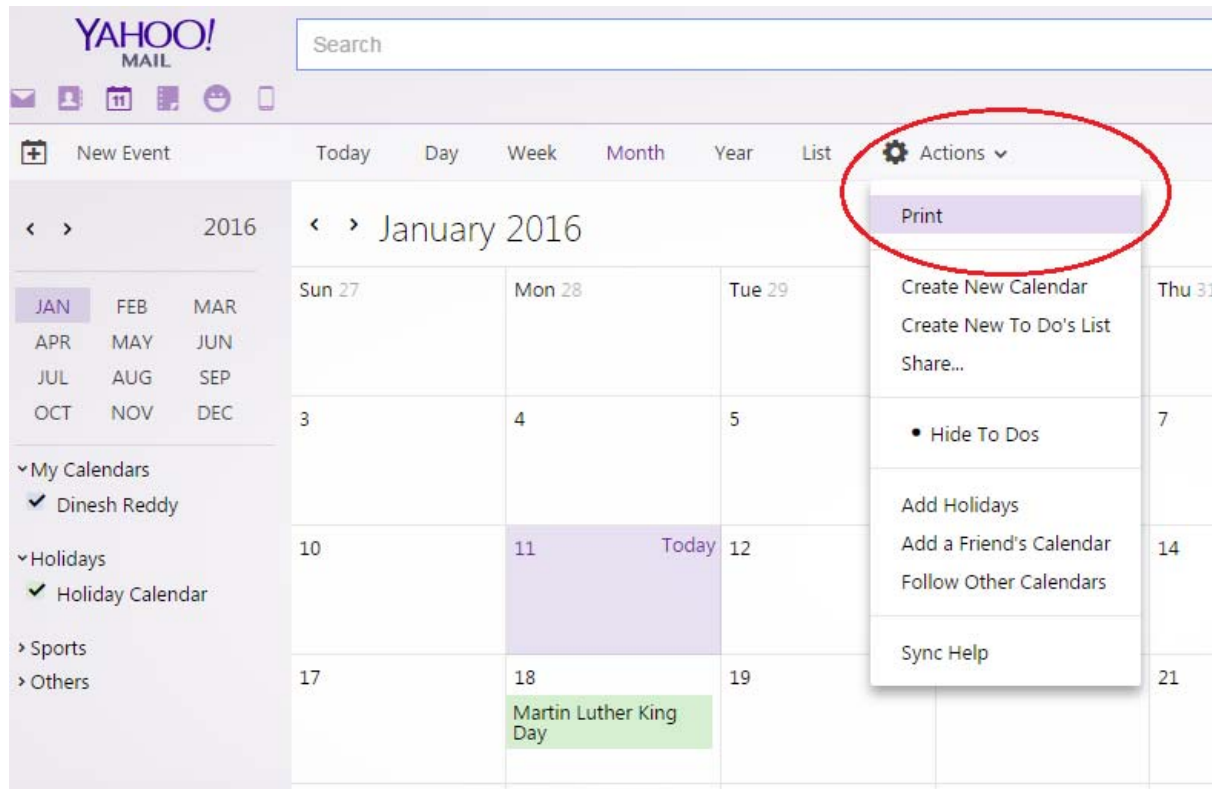 YAHOO!
MAIL
Search
11
New Event
Today Day Week Month Year List Actions
2016
January 2016
Print
JAN FEB MAR
APR MAY JUN
JUL AUG SEP
OCT NOV DEC
My Calendars
Dinesh Reddy
Holidays
Holiday Calendar
Sports
Others
Sun 27 Mon 28 Tue 29 Thu 31
3 4 5 7
10 11 Today 12 14
17 18 19 21
Martin Luther King
Day
Create New Calendar
Create New To Do's List
Share...
• Hide To Dos
Add Holidays
Add a Friend's Calendar
Follow Other Calendars
Sync Help